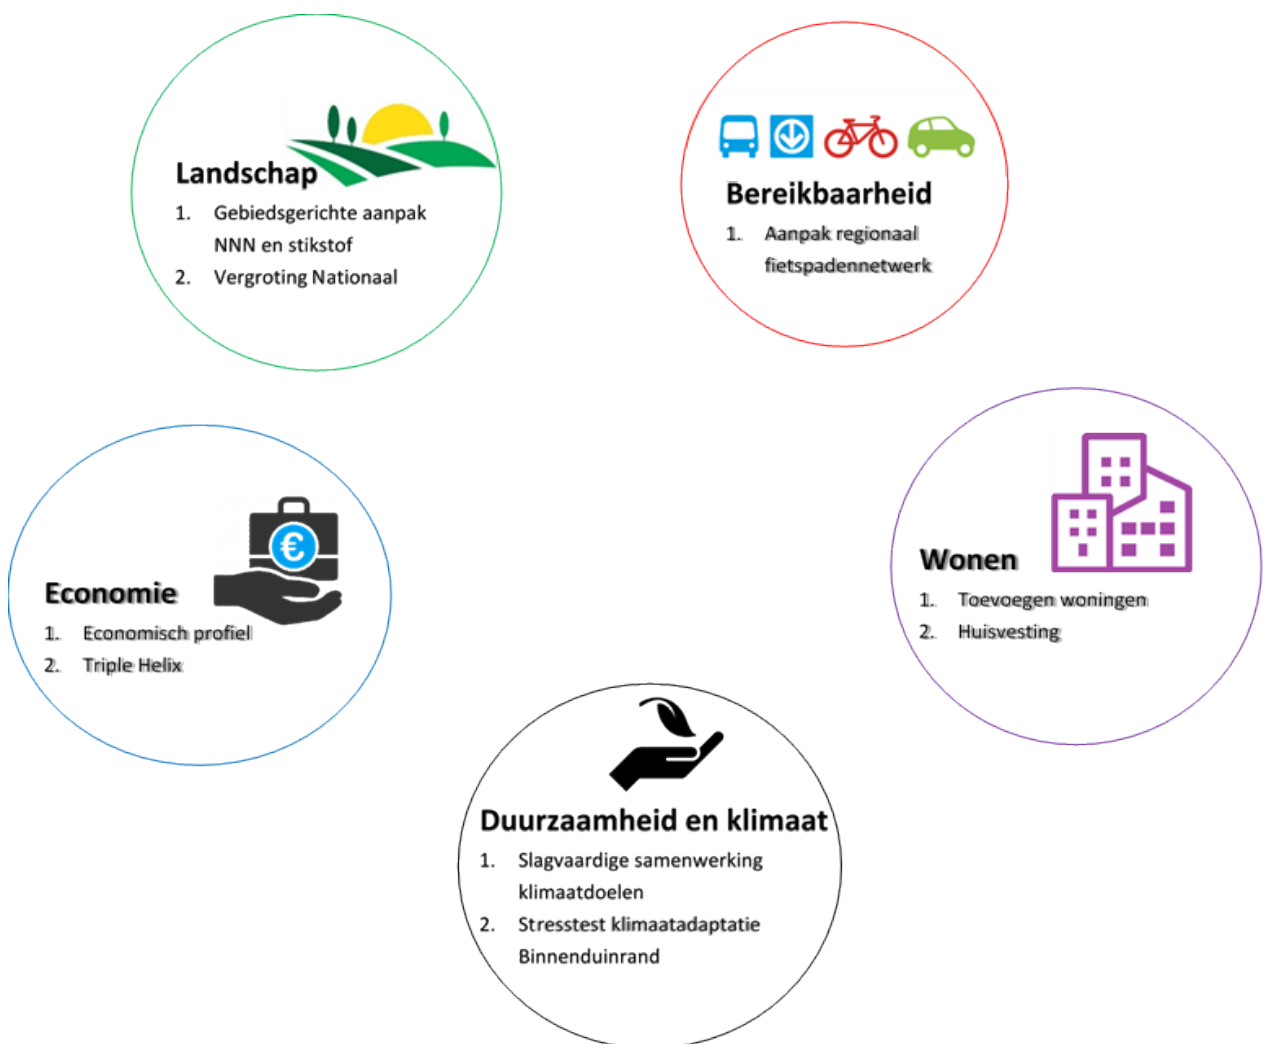 Landschap
1. Gebiedsgerichte aanpak
NNN en stikstof
2. Vergroting Nationaal
Bereikbaarheid
1. Aanpak regionaal
fietspadennetwerk
Economie
1. Economisch profiel
2. Triple Helix
€
Wonen
1. Toevoegen woningen
2. Huisvesting
Duurzaamheid en klimaat
1. Slagvaardige samenwerking
klimaatdoelen
2. Stresstest klimaatadaptatie
Binnenduinrand